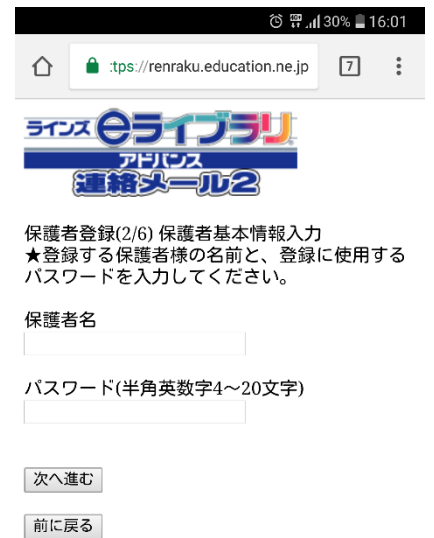 30% 16:01
:tps://renraku.education.ne.jp 7
ラインズ eライブラリ
アドバンス
連絡メール2
保護者登録(2/6) 保護者基本情報入力
★登録する保護者様の名前と、登録に使用する
パスワードを入力してください。
保護者名
パスワード(半角英数字4〜20文字)
次へ進む
前に戻る